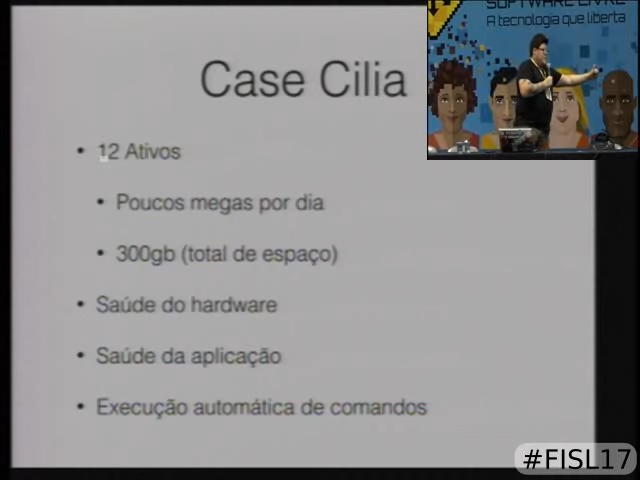 Case Cilia
SOFTWARE LIVRE
A tecnologia que liberta
• 12 Ativos
• Poucos megas por dia
• 300gb (total de espaço)
• Saúde do hardware
• Saúde da aplicação
• Execução automática de comandos
#FISL17